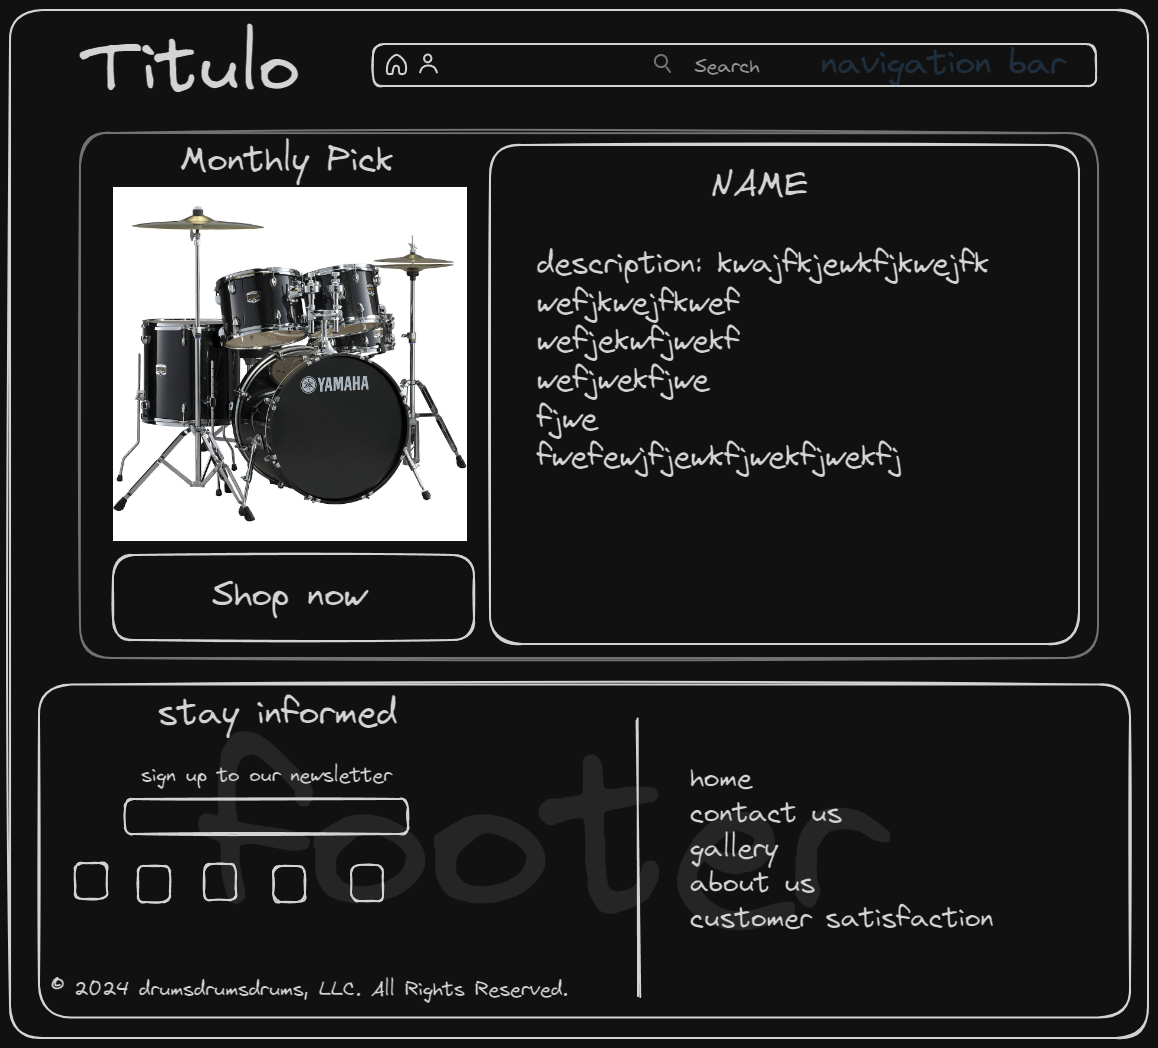 Titulo
Search
navigation bar
Monthly Pick
YAMAHA
Shop now
NAME
description: kwajfkjewkfjkwejfk
wefjkwejfkwef
wefjekwfjwekf
wefjwekfjwe
fjwe
fwefewjfjewkfjwekfjwekfj
footer
stay informed
sign up to our newsletter
© 2024 drumsdrumsdrums, LLC. All Rights Reserved.
home
contact us
gallery
about us
customer satisfaction